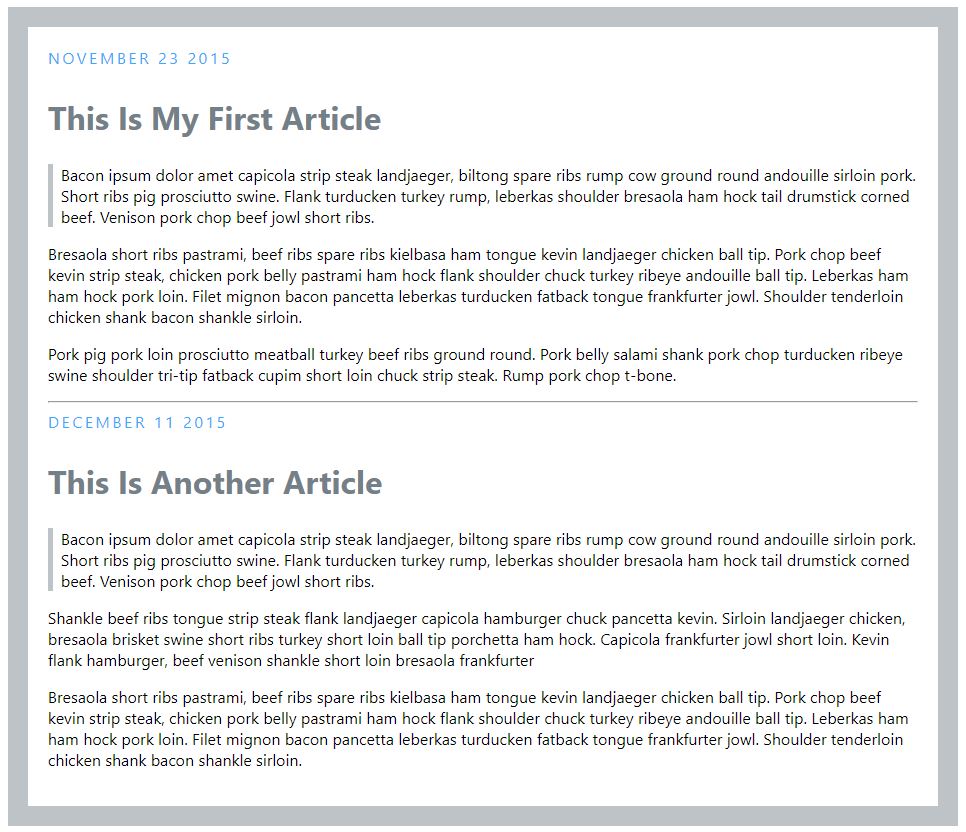 NOVEMBER 23 2015
This Is My First Article
Bacon ipsum dolor amet capicola strip steak landjaeger, biltong spare ribs rump cow ground round andouille sirloin pork.
Short ribs pig prosciutto swine. Flank turducken turkey rump, leberkas shoulder bresaola ham hock tail drumstick corned
beef. Venison pork chop beef jowl short ribs.
Bresaola short ribs pastrami, beef ribs spare ribs kielbasa ham tongue kevin landjaeger chicken ball tip. Pork chop beef
kevin strip steak, chicken pork belly pastrami ham hock flank shoulder chuck turkey ribeye andouille ball tip. Leberkas ham
ham hock pork loin. Filet mignon bacon pancetta leberkas turducken fatback tongue frankfurter jowl. Shoulder tenderloin
chicken shank bacon shankle sirloin.
Pork pig pork loin prosciutto meatball turkey beef ribs ground round. Pork belly salami shank pork chop turducken ribeye
swine shoulder tri-tip fatback cupim short loin chuck strip steak. Rump pork chop t-bone.
DECEMBER 11 2015
This Is Another Article
Bacon ipsum dolor amet capicola strip steak landjaeger, biltong spare ribs rump cow ground round andouille sirloin pork.
Short ribs pig prosciutto swine. Flank turducken turkey rump, leberkas shoulder bresaola ham hock tail drumstick corned
beef. Venison pork chop beef jowl short ribs.
Shankle beef ribs tongue strip steak flank landjaeger capicola hamburger chuck pancetta kevin. Sirloin landjaeger chicken,
bresaola brisket swine short ribs turkey short loin ball tip porchetta ham hock. Capicola frankfurter jowl short loin. Kevin
flank hamburger, beef venison shankle short loin bresaola frankfurter
Bresaola short ribs pastrami, beef ribs spare ribs kielbasa ham tongue kevin landjaeger chicken ball tip. Pork chop beef
kevin strip steak, chicken pork belly pastrami ham hock flank shoulder chuck turkey ribeye andouille ball tip. Leberkas ham
ham hock pork loin. Filet mignon bacon pancetta leberkas turducken fatback tongue frankfurter jowl. Shoulder tenderloin
chicken shank bacon shankle sirloin.